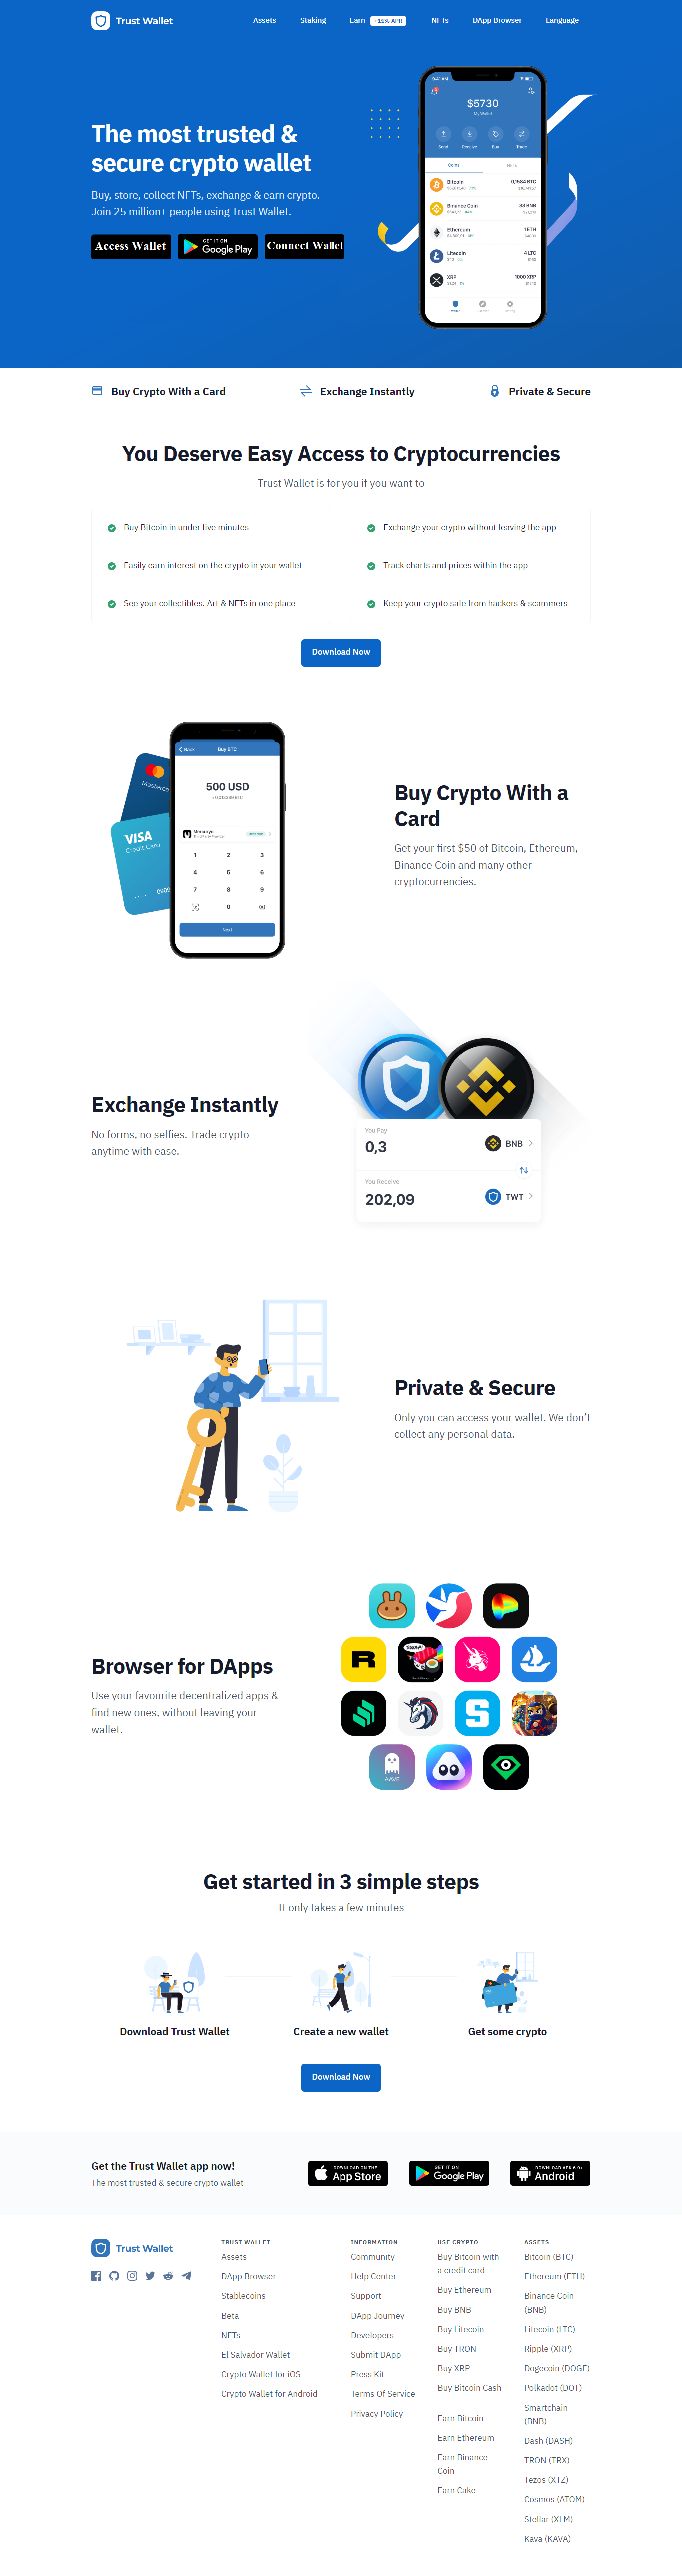 Trust Wallet
Assets
Staking
Earn
+11% APR
NFTs
DApp Browser
Language
The most trusted &
secure crypto wallet
Buy, store, collect NFTs, exchange & earn crypto.
Join 25 million+ people using Trust Wallet.
Access Wallet
GET IT ON
Google Play
Connect Wallet
$5730
My Wallet
Send
Receive
Buy
Trade
Coins
NFTs
Bitcoin
0,1584 BTC
Binance Coin
33 BNB
Ethereum
1 ETH
Litecoin
4 LTC
XRP
1000 XRP
Buy Crypto With a Card
Exchange Instantly
Private & Secure
You Deserve Easy Access to Cryptocurrencies
Trust Wallet is for you if you want to
Buy Bitcoin in under five minutes
Exchange your crypto without leaving the app
Easily earn interest on the crypto in your wallet
Track charts and prices within the app
See your collectibles. Art & NFTs in one place
Keep your crypto safe from hackers & scammers
Download Now
Back
Buy BTC
500 USD
Mercuryo
1
2
3
4
5
6
7
8
9
0
Next
VISA
Credit Card
Buy Crypto With a
Card
Get your first $50 of Bitcoin, Ethereum,
Binance Coin and many other
cryptocurrencies.
Exchange Instantly
No forms, no selfies. Trade crypto
anytime with ease.
You Pay
0,3
BNB
You Receive
202,09
TWT
Private & Secure
Only you can access your wallet. We don’t
collect any personal data.
Browser for DApps
Use your favourite decentralized apps &
find new ones, without leaving your
wallet.
R
SWAP!
S
AAVE
Get started in 3 simple steps
It only takes a few minutes
Download Trust Wallet
Create a new wallet
Get some crypto
Download Now
Get the Trust Wallet app now!
The most trusted & secure crypto wallet
DOWNLOAD ON THE
App Store
GET IT ON
Google Play
DOWNLOAD APK 6.0+
Android
Trust Wallet
TRUST WALLET
Assets
DApp Browser
Stablecoins
Beta
NFTs
El Salvador Wallet
Crypto Wallet for iOS
Crypto Wallet for Android
INFORMATION
Community
Help Center
Support
DApp Journey
Developers
Submit DApp
Press Kit
Terms Of Service
Privacy Policy
USE CRYPTO
Buy Bitcoin with
a credit card
Buy Ethereum
Buy BNB
Buy Litecoin
Buy TRON
Buy XRP
Buy Bitcoin Cash
Earn Bitcoin
Earn Ethereum
Earn Binance
Coin
Earn Cake
ASSETS
Bitcoin (BTC)
Ethereum (ETH)
Binance Coin
(BNB)
Litecoin (LTC)
Ripple (XRP)
Dogecoin (DOGE)
Polkadot (DOT)
Smartchain
(BNB)
Dash (DASH)
TRON (TRX)
Tezos (XTZ)
Cosmos (ATOM)
Stellar (XLM)
Kava (KAVA)